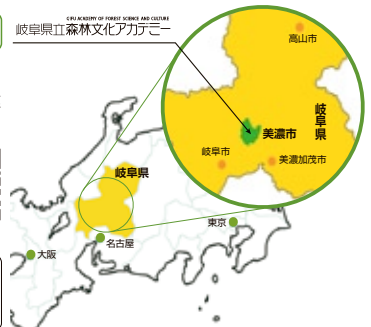 GIFU ACADEMY OF FOREST SCIENCE AND CULTURE
岐阜県立森林文化アカデミー
高山市
岐阜県
美濃市
岐阜市
美濃加茂市
岐阜県
東京
名古屋
大阪